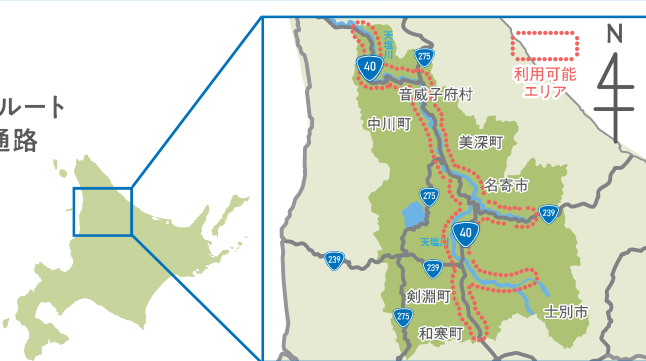 ルート
通路
N
利用可能
エリア
天塩川
275
40
音威子府村
中川町
美深町
名寄市
275
239
40
天塩川
239
239
剣淵町
275
士別市
和寒町